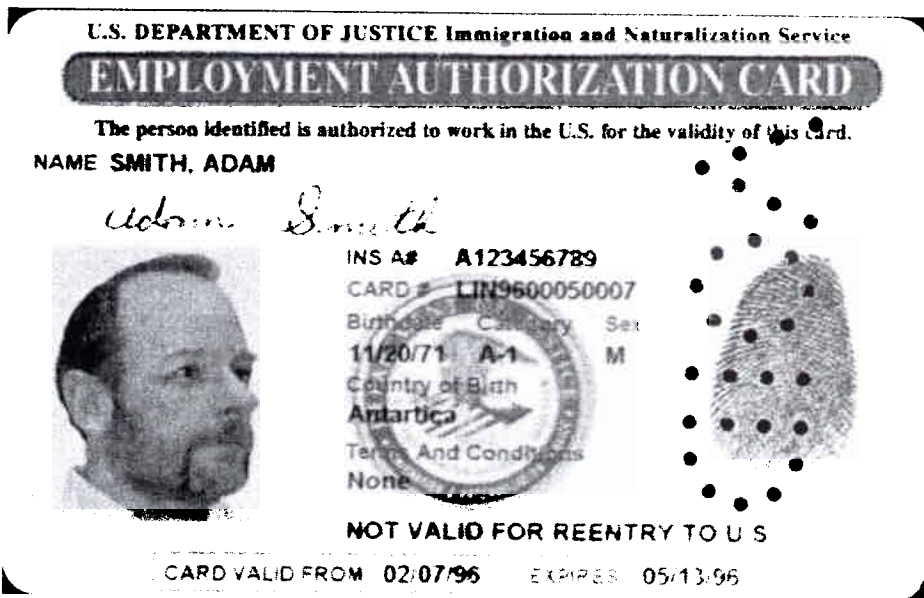 U.S. DEPARTMENT OF JUSTICE Immigration and Naturalization Service
EMPLOYMENT AUTHORIZATION CARD
The person identified is authorized to work in the U.S. for the validity of this card.
NAME SMITH, ADAM
Adam Smith
INS A# A123456789
CARD # LIN9600050007
Birthdate Category Sex
11/20/71 A-1 M
Country of Birth
Antartica
Terms And Conditions
None
NOT VALID FOR REENTRY TO U S
CARD VALID FROM 02/07/96 EXPIRES 05/13/96